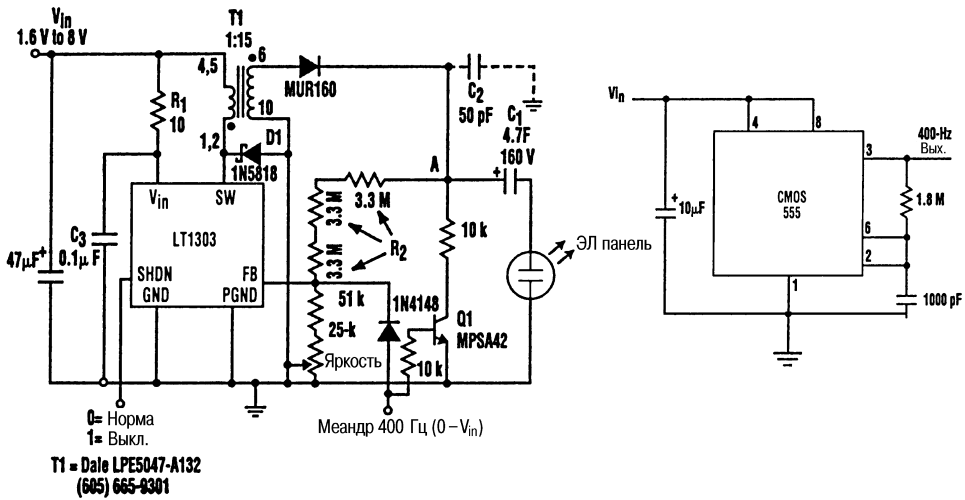 Vin
1.6 V to 8 V
T1
1:15
4,5
6
MUR160
C2
50 pF
R1
10
10
1,2
D1
1N5818
C1
4.7F
160 V
+
A
3.3 M
3.3 M
3.3 M
R2
10 k
Vin
SW
LT1303
SHDN
FB
GND
PGND
C3
0.1μF
47μF
+
51 k
25-k
Яркость
1N4148
10 k
Q1
MPSA42
ЭЛ панель
0= Норма
1= Выкл.
Меандр 400 Гц (0–Vin)
T1 = Dale LPE5047-A132
(605) 665-9301
Vin
4
8
3
400-Hz
Вых.
CMOS
555
+
10μF
1.8 M
6
2
1
1000 pF